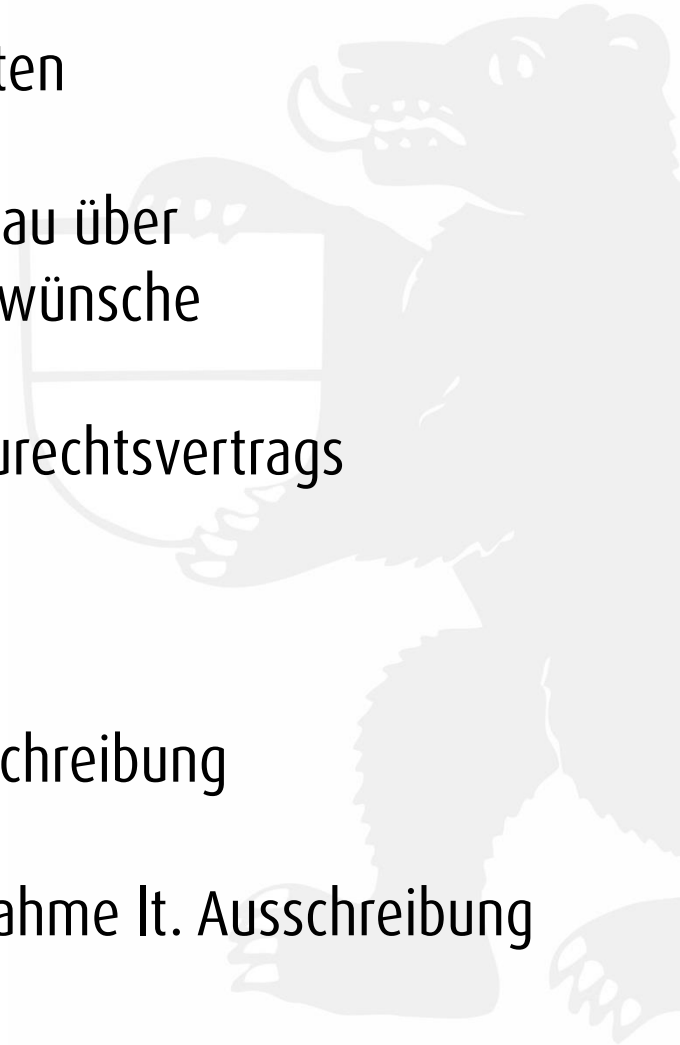 ten
au über
wünsche
urechtsvertrags
chreibung
ahme lt. Ausschreibung